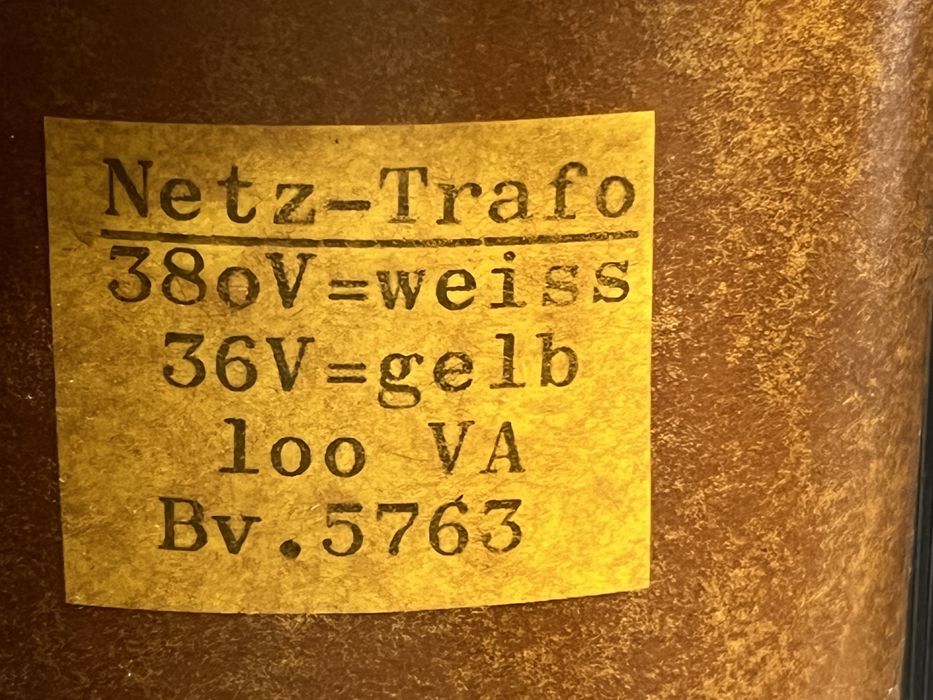 Netz-Trafo
38oV=weiss
36V=gelb
loo VA
Bv.5763